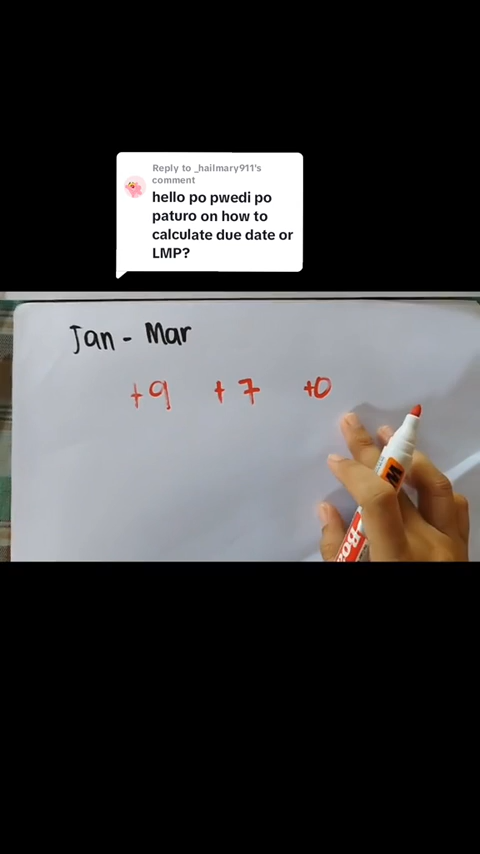 Reply to _hailmary911's
comment
hello po pwedi po
paturo on how to
calculate due date or
LMP?
Jan - Mar
+9 +7 +0